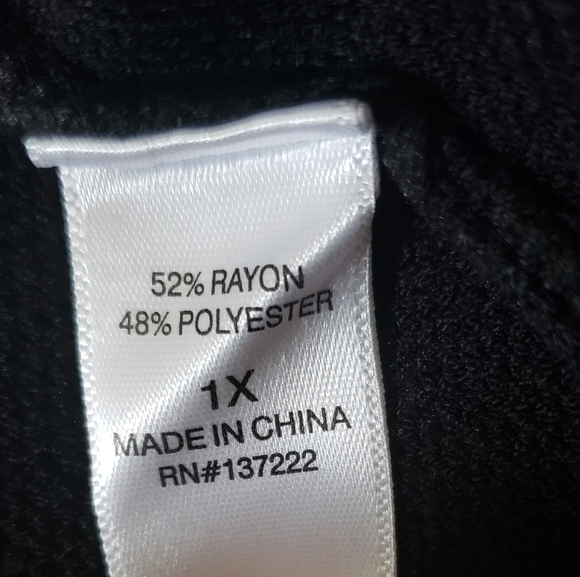 52% RAYON
48% POLYESTER
1X
MADE IN CHINA
RN#137222